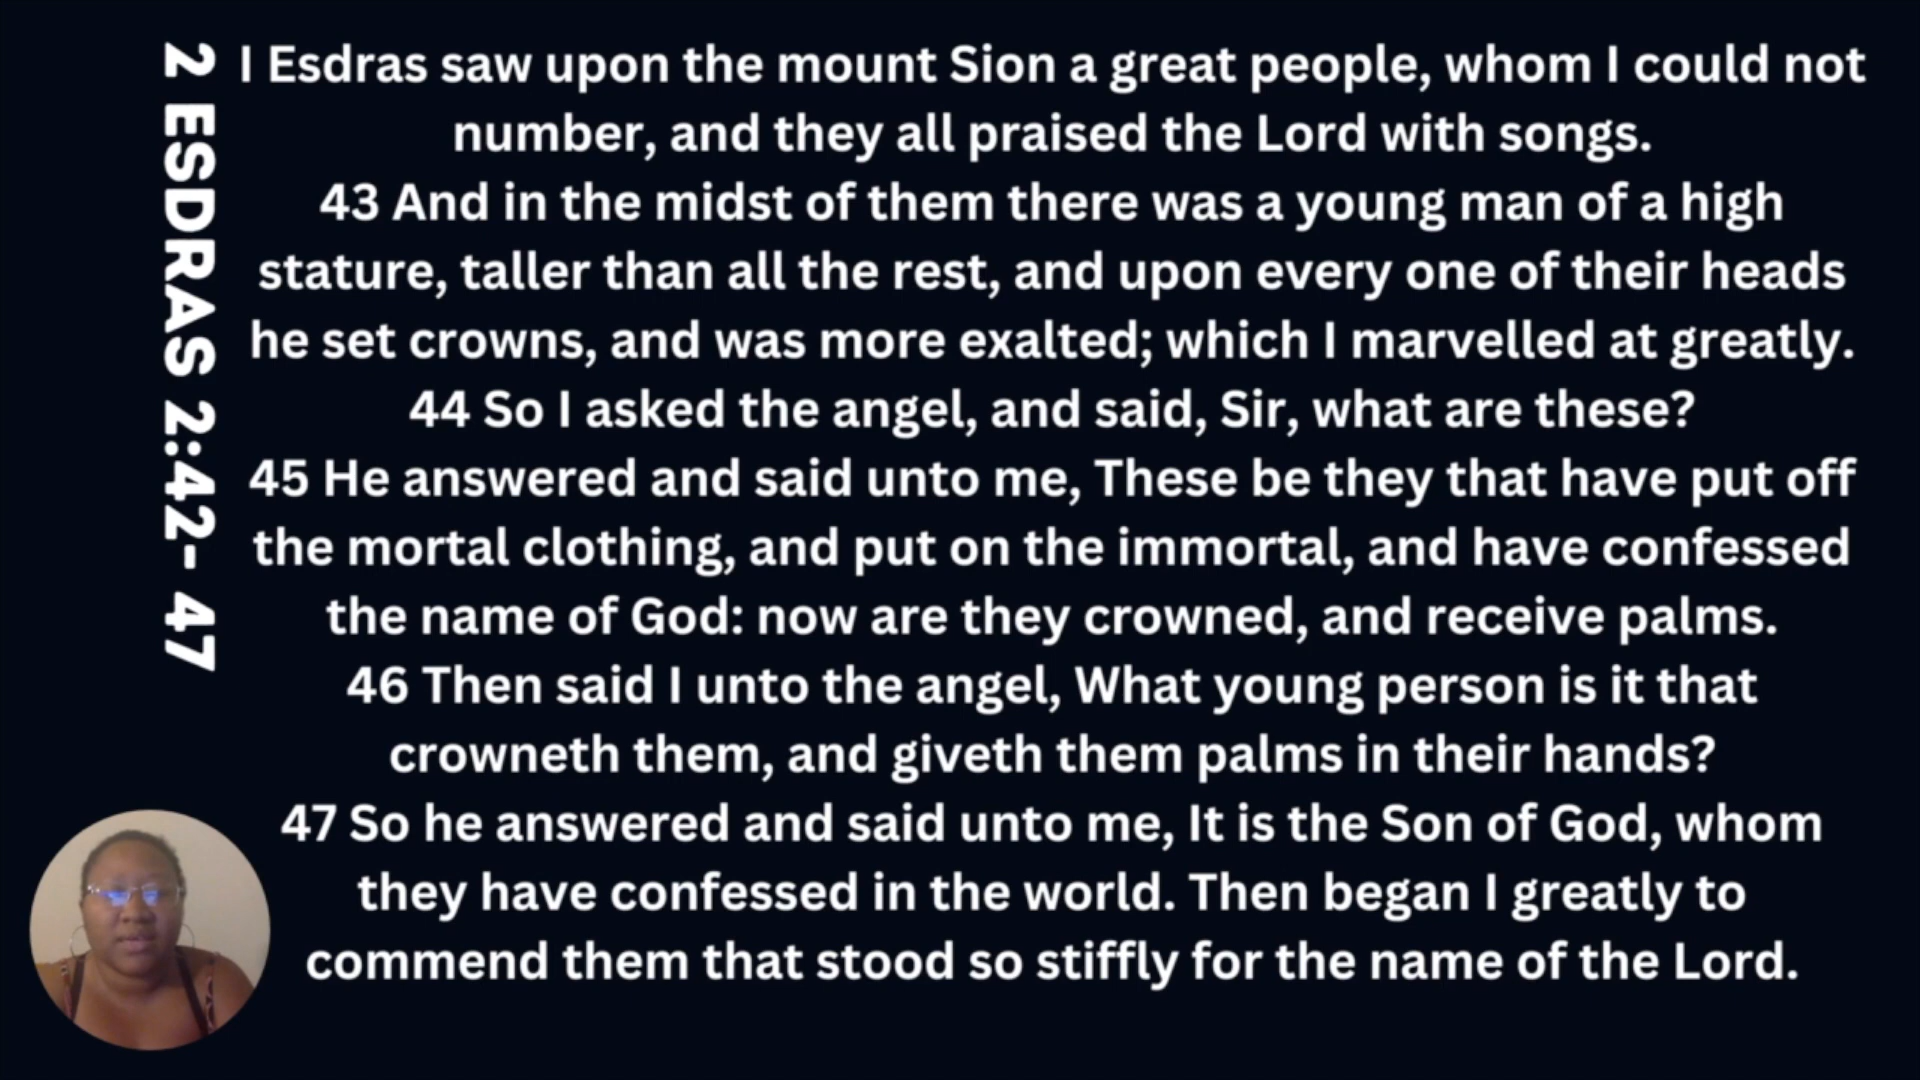 2 ESDRAS 2:42- 47
I Esdras saw upon the mount Sion a great people, whom I could not
number, and they all praised the Lord with songs.
43 And in the midst of them there was a young man of a high
stature, taller than all the rest, and upon every one of their heads
he set crowns, and was more exalted; which I marvelled at greatly.
44 So I asked the angel, and said, Sir, what are these?
45 He answered and said unto me, These be they that have put off
the mortal clothing, and put on the immortal, and have confessed
the name of God: now are they crowned, and receive palms.
46 Then said I unto the angel, What young person is it that
crowneth them, and giveth them palms in their hands?
47 So he answered and said unto me, It is the Son of God, whom
they have confessed in the world. Then began I greatly to
commend them that stood so stiffly for the name of the Lord.